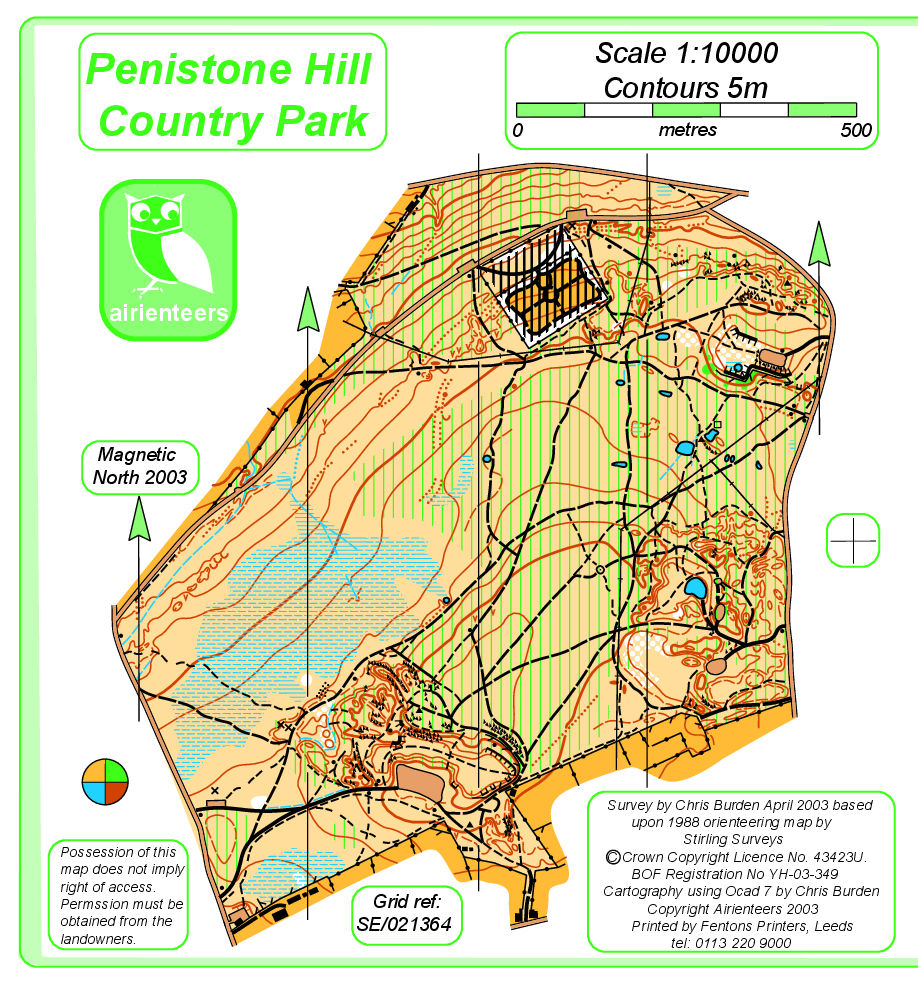 Penistone Hill
Country Park
Scale 1:10000
Contours 5m
0 metres 500
airienteers
Magnetic
North 2003
Possession of this
map does not imply
right of access.
Permssion must be
obtained from the
landowners.
Grid ref:
SE/021364
Survey by Chris Burden April 2003 based
upon 1988 orienteering map by
Stirling Surveys
©Crown Copyright Licence No. 43423U.
BOF Registration No YH-03-349
Cartography using Ocad 7 by Chris Burden
Copyright Airienteers 2003
Printed by Fentons Printers, Leeds
tel: 0113 220 9000